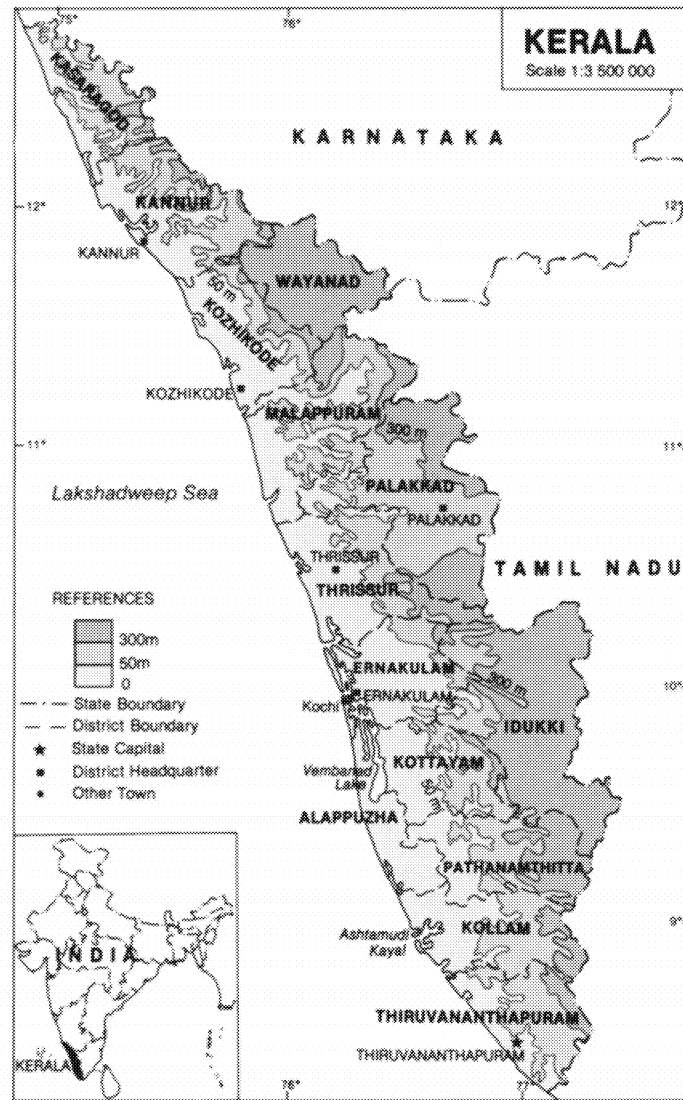 75°
76°
KERALA
Scale 1:3 500 000
KASARAGOD
KARNATAKA
12°
12°
KANNUR
KANNUR
WAYANAD
50 m
KOZHIKODE
KOZHIKODE
MALAPPURAM
300 m
11°
11°
Lakshadweep Sea
PALAKKAD
PALAKKAD
THRISSUR
TAMIL NADU
THRISSUR
REFERENCES
300m
50m
0
State Boundary
District Boundary
State Capital
District Headquarter
Other Town
ERNAKULAM
300 m
10°
ERNAKULAM
Kochi
IDUKKI
KOTTAYAM
Vembanad
Lake
50 m
ALAPPUZHA
PATHANAMTHITTA
9°
KOLLAM
Ashtamudi
Kayal
INDIA
THIRUVANANTHAPURAM
THIRUVANANTHAPURAM
KERALA
76°
77°